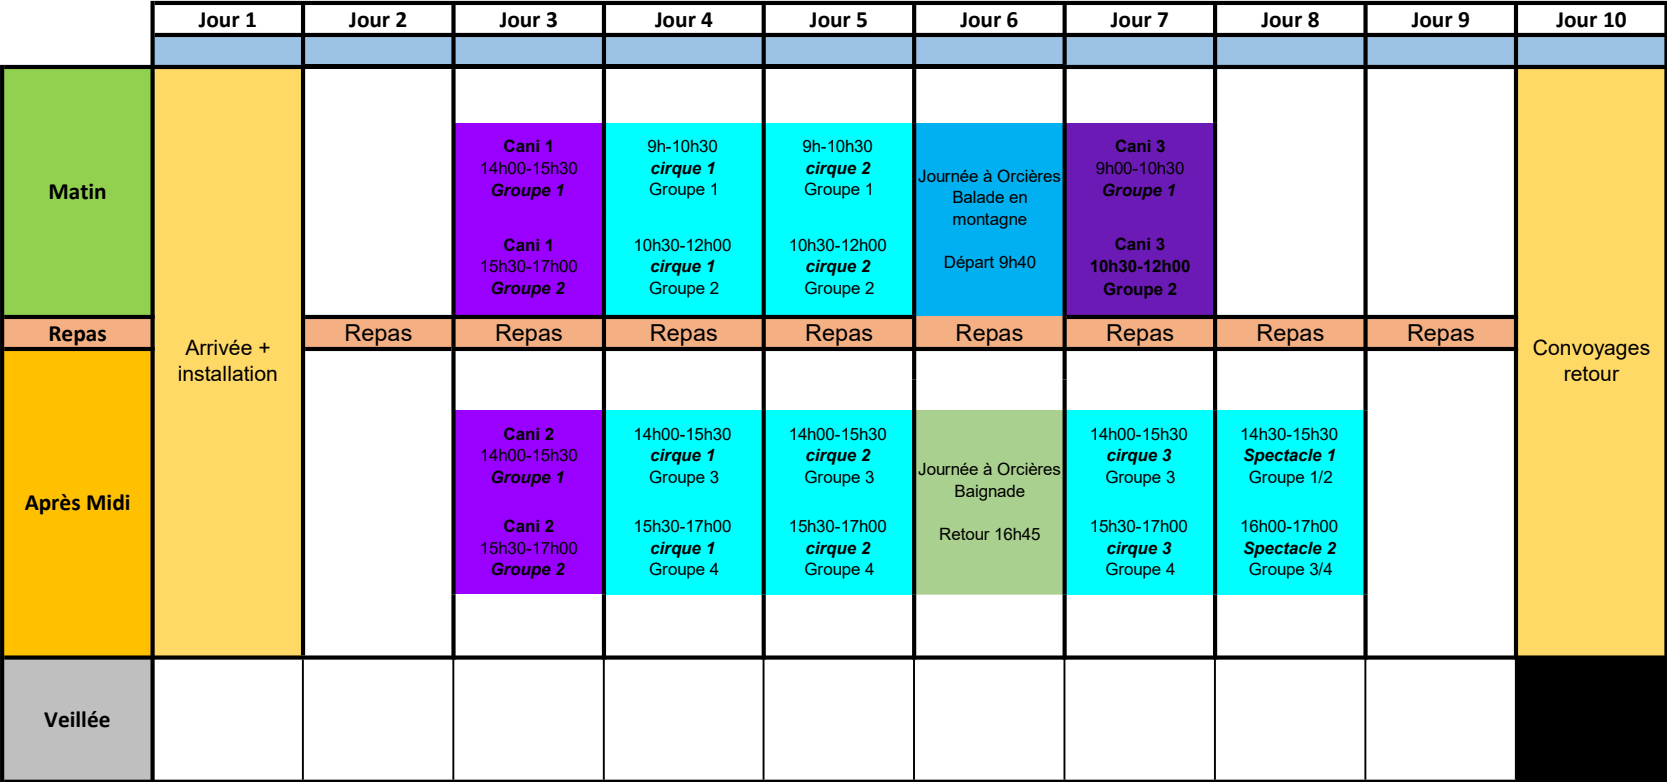 Jour 1
Jour 2
Jour 3
Jour 4
Jour 5
Jour 6
Jour 7
Jour 8
Jour 9
Jour 10
Matin
Cani 1
14h00-15h30
Groupe 1
Cani 1
15h30-17h00
Groupe 2
9h-10h30
cirque 1
Groupe 1
10h30-12h00
cirque 1
Groupe 2
9h-10h30
cirque 2
Groupe 1
10h30-12h00
cirque 2
Groupe 2
Journée à Orcières
Balade en
montagne
Départ 9h40
Cani 3
9h00-10h30
Groupe 1
Cani 3
10h30-12h00
Groupe 2
Repas
Repas
Repas
Repas
Repas
Repas
Repas
Repas
Repas
Arrivée +
installation
Convoyages
retour
Après Midi
Cani 2
14h00-15h30
Groupe 1
Cani 2
15h30-17h00
Groupe 2
14h00-15h30
cirque 1
Groupe 3
15h30-17h00
cirque 1
Groupe 4
14h00-15h30
cirque 2
Groupe 3
15h30-17h00
cirque 2
Groupe 4
Journée à Orcières
Baignade
Retour 16h45
14h00-15h30
cirque 3
Groupe 3
15h30-17h00
cirque 3
Groupe 4
14h30-15h30
Spectacle 1
Groupe 1/2
16h00-17h00
Spectacle 2
Groupe 3/4
Veillée